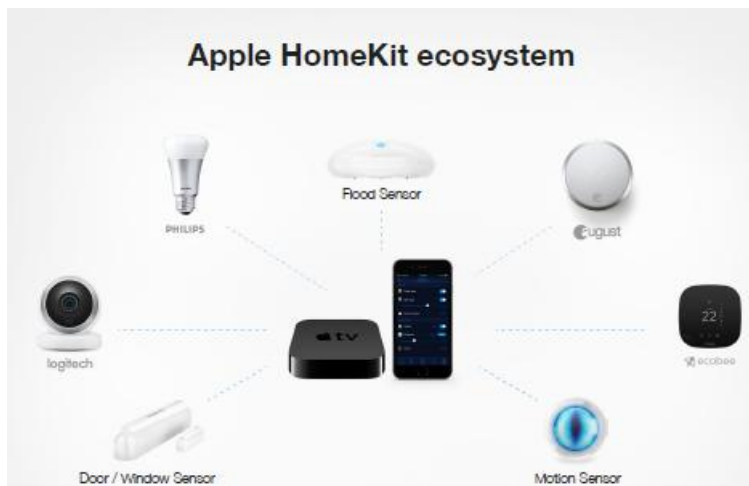 Apple HomeKit ecosystem
Flood Sensor
PHILIPS
august
22
tv
logitech
ecobee
Door / Window Sensor
Motion Sensor